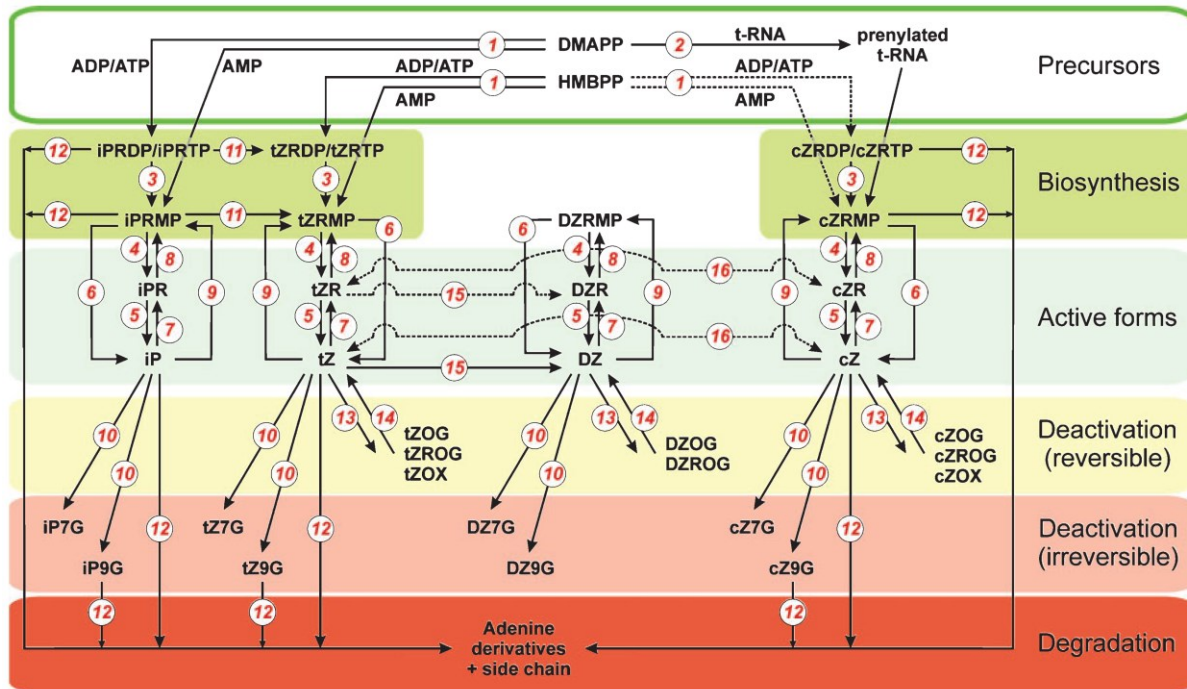 1 DMAPP 2 t-RNA prenylated
t-RNA
Precursors
ADP/ATP AMP ADP/ATP 1 HMBPP 1 ADP/ATP
AMP AMP
12 iPRDP/iPRTP 11 tZRDP/tZRTP cZRDP/cZRTP 12
3 3 3
Biosynthesis
12 iPRMP 11 tZRMP 6 6 DZRMP cZRMP 12
4 8 4 8 4 8 4 8
16 16
6 iPR 9 9 tZR 15 DZR 9 9 cZR 6
5 7 5 7 5 7 5 7
Active forms
iP tZ 15 DZ cZ
10 10 13 14 10 13 14 10 13 14
10 10 10 10
tZOG
tZROG
tZOX
DZOG
DZROG
cZOG
cZROG
cZOX
Deactivation
(reversible)
iP7G 12 tZ7G 12 DZ7G cZ7G 12
iP9G tZ9G DZ9G cZ9G
Deactivation
(irreversible)
12 12 12
Adenine
derivatives
+ side chain
Degradation